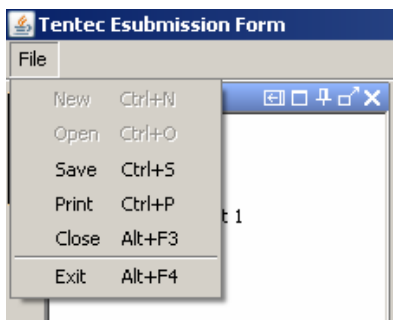 Tentec Esubmission Form
File
New Ctrl+N
Open Ctrl+O
Save Ctrl+S
Print Ctrl+P
t 1
Close Alt+F3
Exit Alt+F4